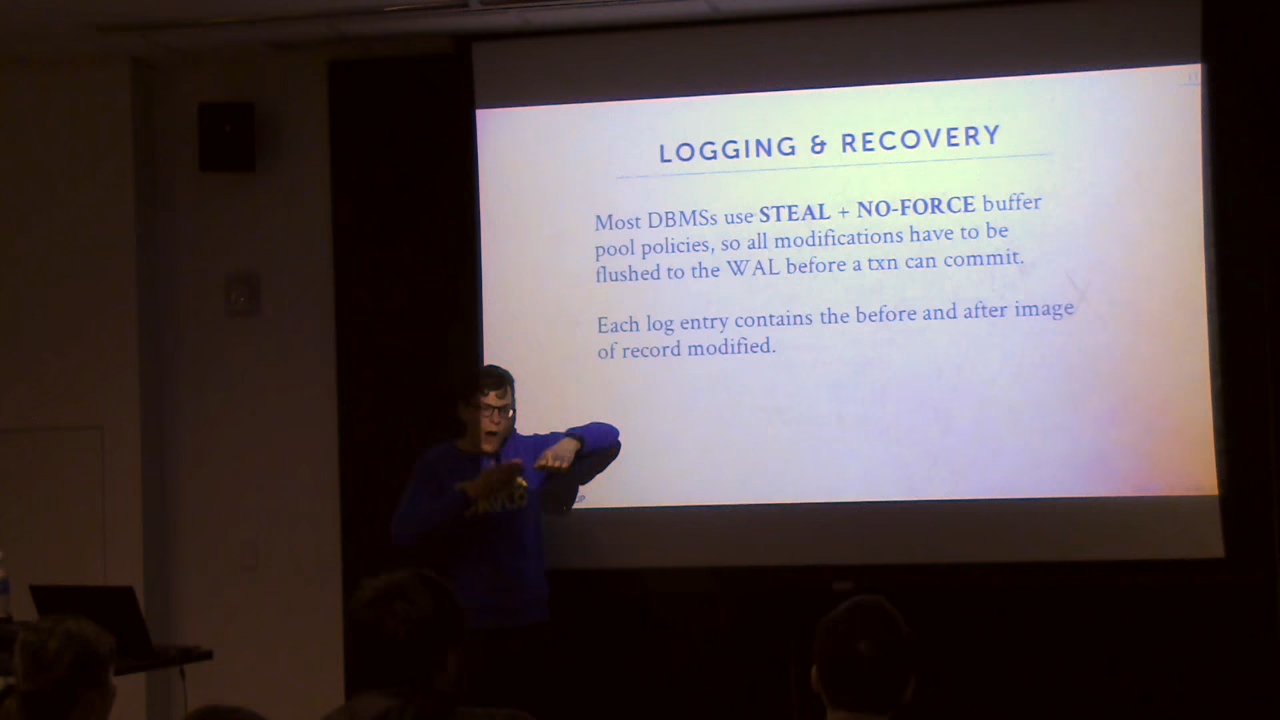 LOGGING & RECOVERY
Most DBMSs use STEAL + NO-FORCE buffer
pool policies, so all modifications have to be
flushed to the WAL before a txn can commit.
Each log entry contains the before and after image
of record modified.